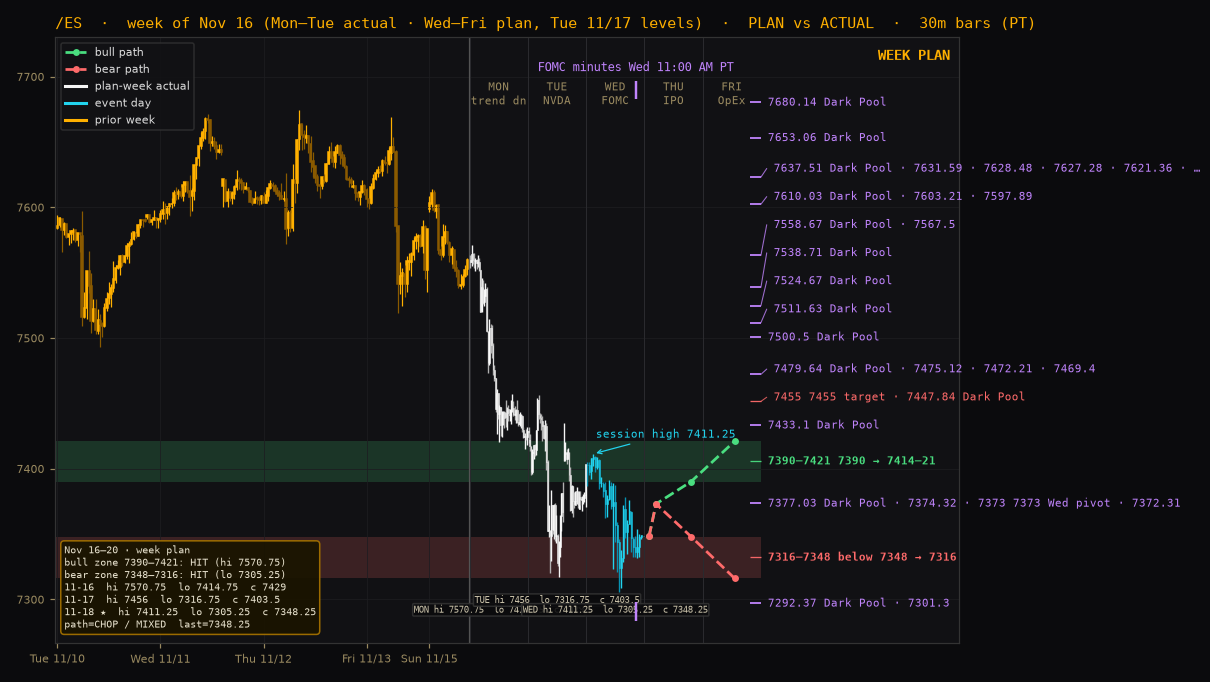 /ES · week of Nov 16 (Mon–Tue actual · Wed–Fri plan, Tue 11/17 levels) · PLAN vs ACTUAL · 30m bars (PT)
WEEK PLAN
bull path
bear path
plan-week actual
event day
prior week
FOMC minutes Wed 11:00 AM PT
MON TUE WED THU FRI
trend dn NVDA FOMC IPO OpEx
7700
7600
7500
7400
7300
7680.14 Dark Pool
7653.06 Dark Pool
7637.51 Dark Pool · 7631.59 · 7628.48 · 7627.28 · 7621.36 · …
7610.03 Dark Pool · 7603.21 · 7597.89
7558.67 Dark Pool · 7567.5
7538.71 Dark Pool
7524.67 Dark Pool
7511.63 Dark Pool
7500.5 Dark Pool
7479.64 Dark Pool · 7475.12 · 7472.21 · 7469.4
7455 7455 target · 7447.84 Dark Pool
7433.1 Dark Pool
session high 7411.25
7390–7421 7390 → 7414–21
7377.03 Dark Pool · 7374.32 · 7373 7373 Wed pivot · 7372.31
7316–7348 below 7348 → 7316
7292.37 Dark Pool · 7301.3
Nov 16–20 · week plan
bull zone 7390–7421: HIT (hi 7570.75)
bear zone 7348–7316: HIT (lo 7305.25)
11-16 hi 7570.75 lo 7414.75 c 7429
11-17 hi 7456 lo 7316.75 c 7403.5
11-18 ★ hi 7411.25 lo 7305.25 c 7348.25
path=CHOP / MIXED last=7348.25
TUE hi 7456 lo 7316.75 c 7403.5
MON hi 7570.75 lo 74
WED hi 7411.25 lo 7305.25 c 7348.25
Tue 11/10 Wed 11/11 Thu 11/12 Fri 11/13 Sun 11/15